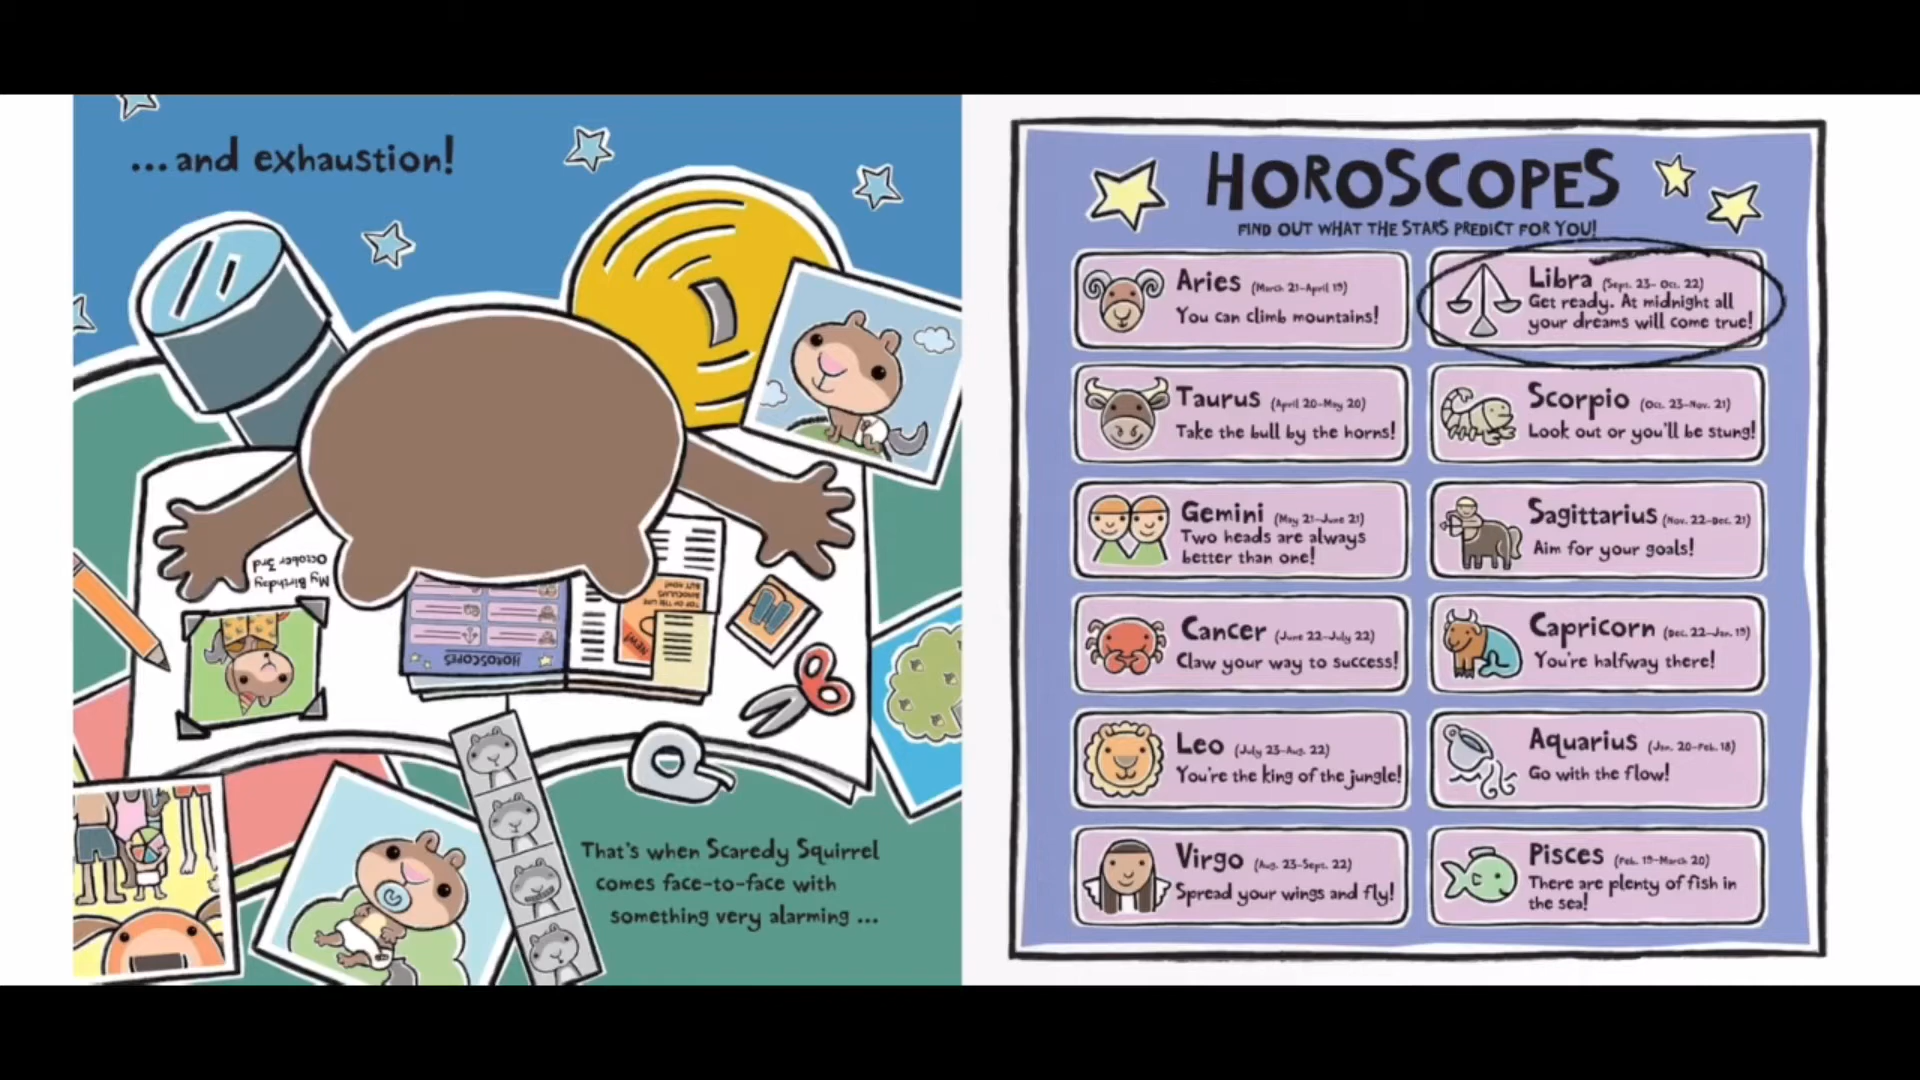 ...and exhaustion!
My Birthday
October 3rd
HOROSCOPES
NEW!
TOP OF THE LINE
BINOCULARS
BUY NOW!
That's when Scaredy Squirrel
comes face-to-face with
something very alarming ...
HOROSCOPES
FIND OUT WHAT THE STARS PREDICT FOR YOU!
Aries (March 21-April 19)
You can climb mountains!
Taurus (April 20-May 20)
Take the bull by the horns!
Gemini (May 21-June 21)
Two heads are always
better than one!
Cancer (June 22-July 22)
Claw your way to success!
Leo (July 23-Aug. 22)
You're the king of the jungle!
Virgo (Aug. 23-Sept. 22)
Spread your wings and fly!
Libra (Sept. 23-Oct. 22)
Get ready. At midnight all
your dreams will come true!
Scorpio (Oct. 23-Nov. 21)
Look out or you'll be stung!
Sagittarius (Nov. 22-Dec. 21)
Aim for your goals!
Capricorn (Dec. 22-Jan. 19)
You're halfway there!
Aquarius (Jan. 20-Feb. 18)
Go with the flow!
Pisces (Feb. 19-March 20)
There are plenty of fish in
the sea!